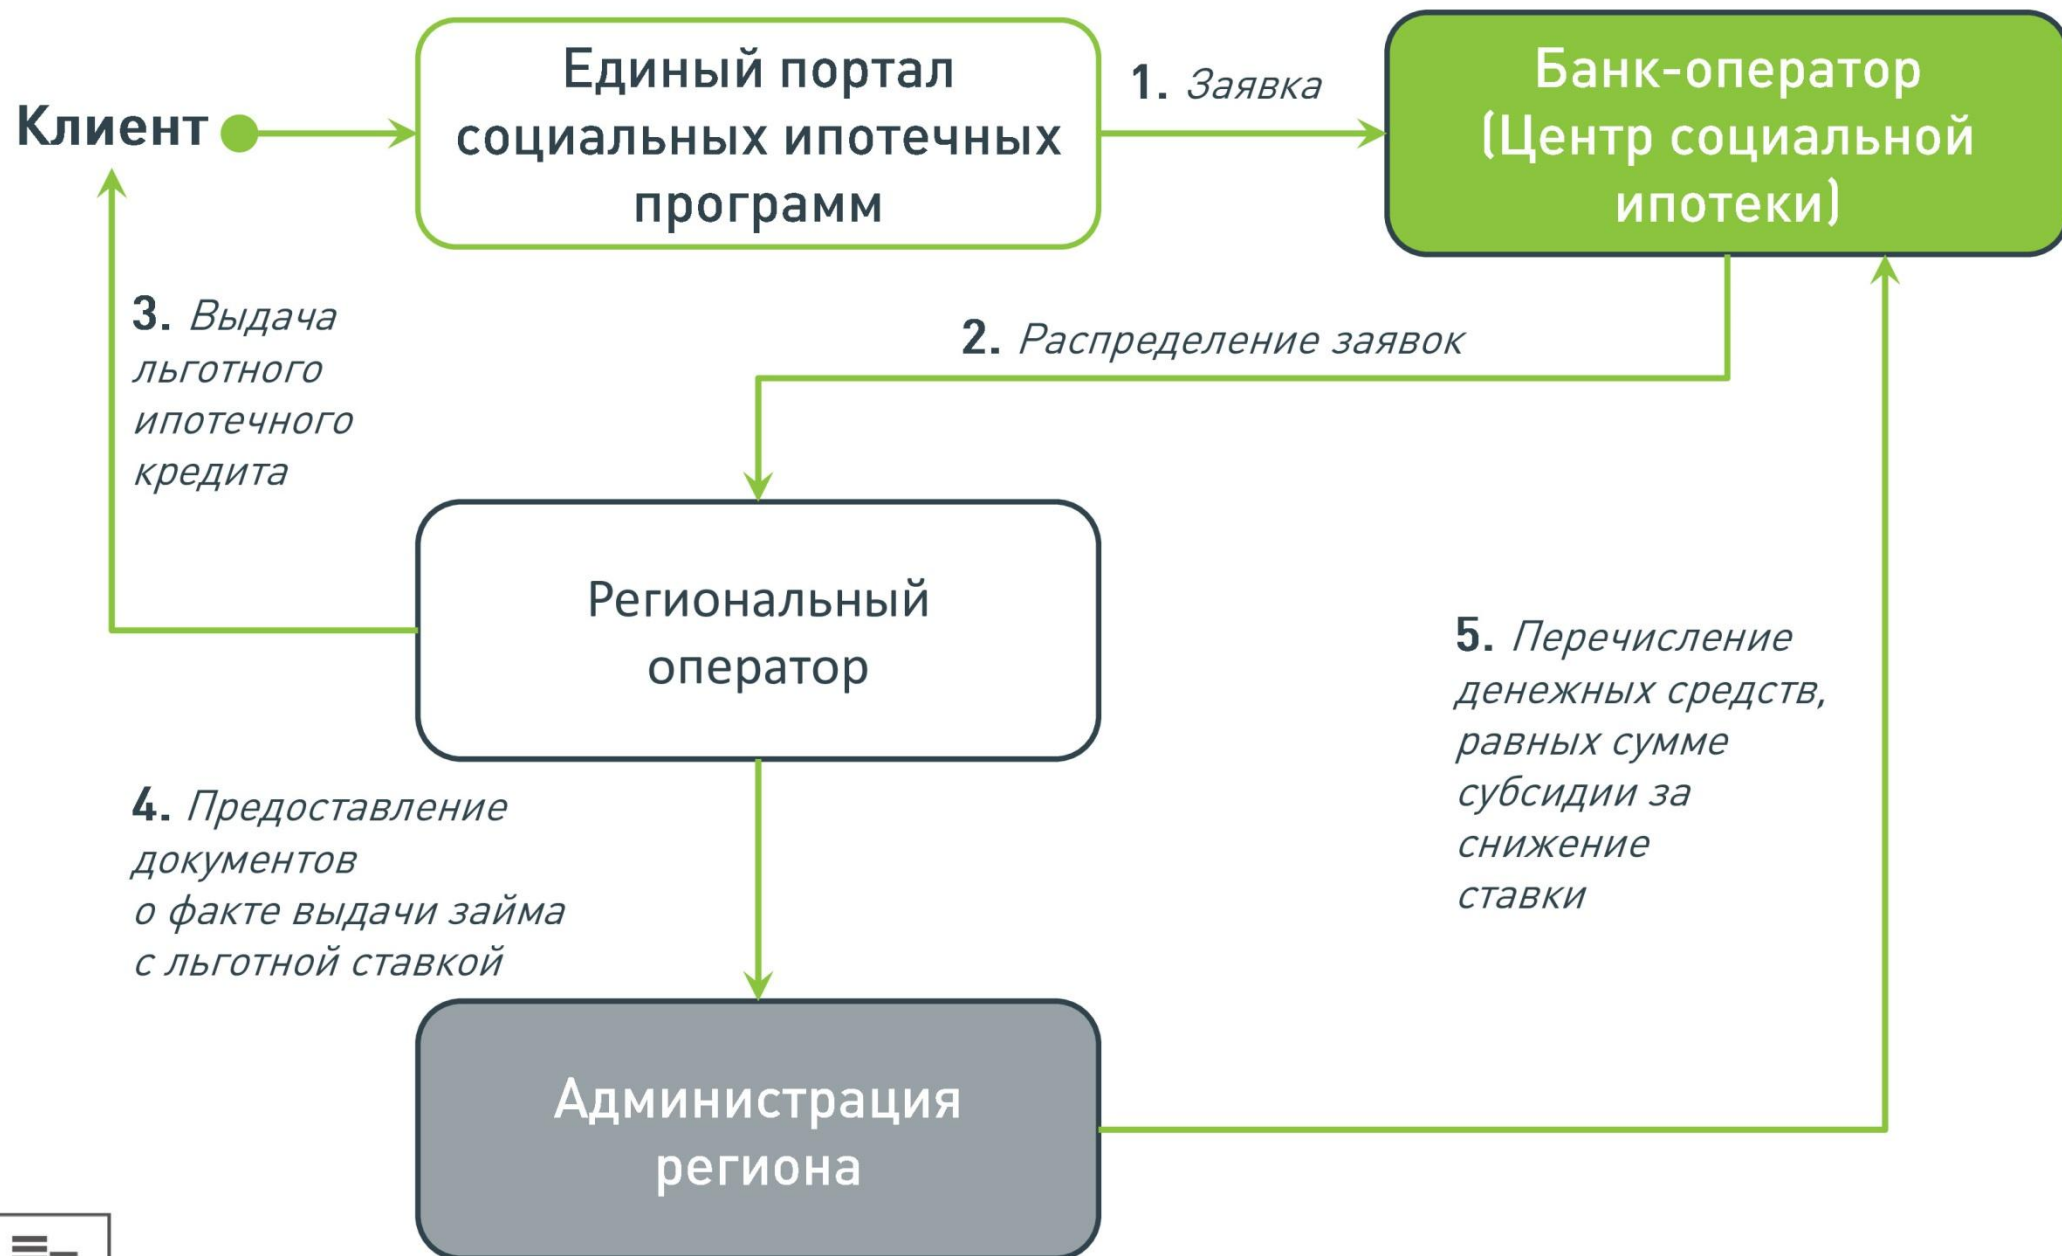 Клиент
Единый портал
социальных ипотечных
программ
1. Заявка
Банк-оператор
(Центр социальной
ипотеки)
3. Выдача
льготного
ипотечного
кредита
2. Распределение заявок
Региональный
оператор
5. Перечисление
денежных средств,
равных сумме
субсидии за
снижение
ставки
4. Предоставление
документов
о факте выдачи займа
с льготной ставкой
Администрация
региона